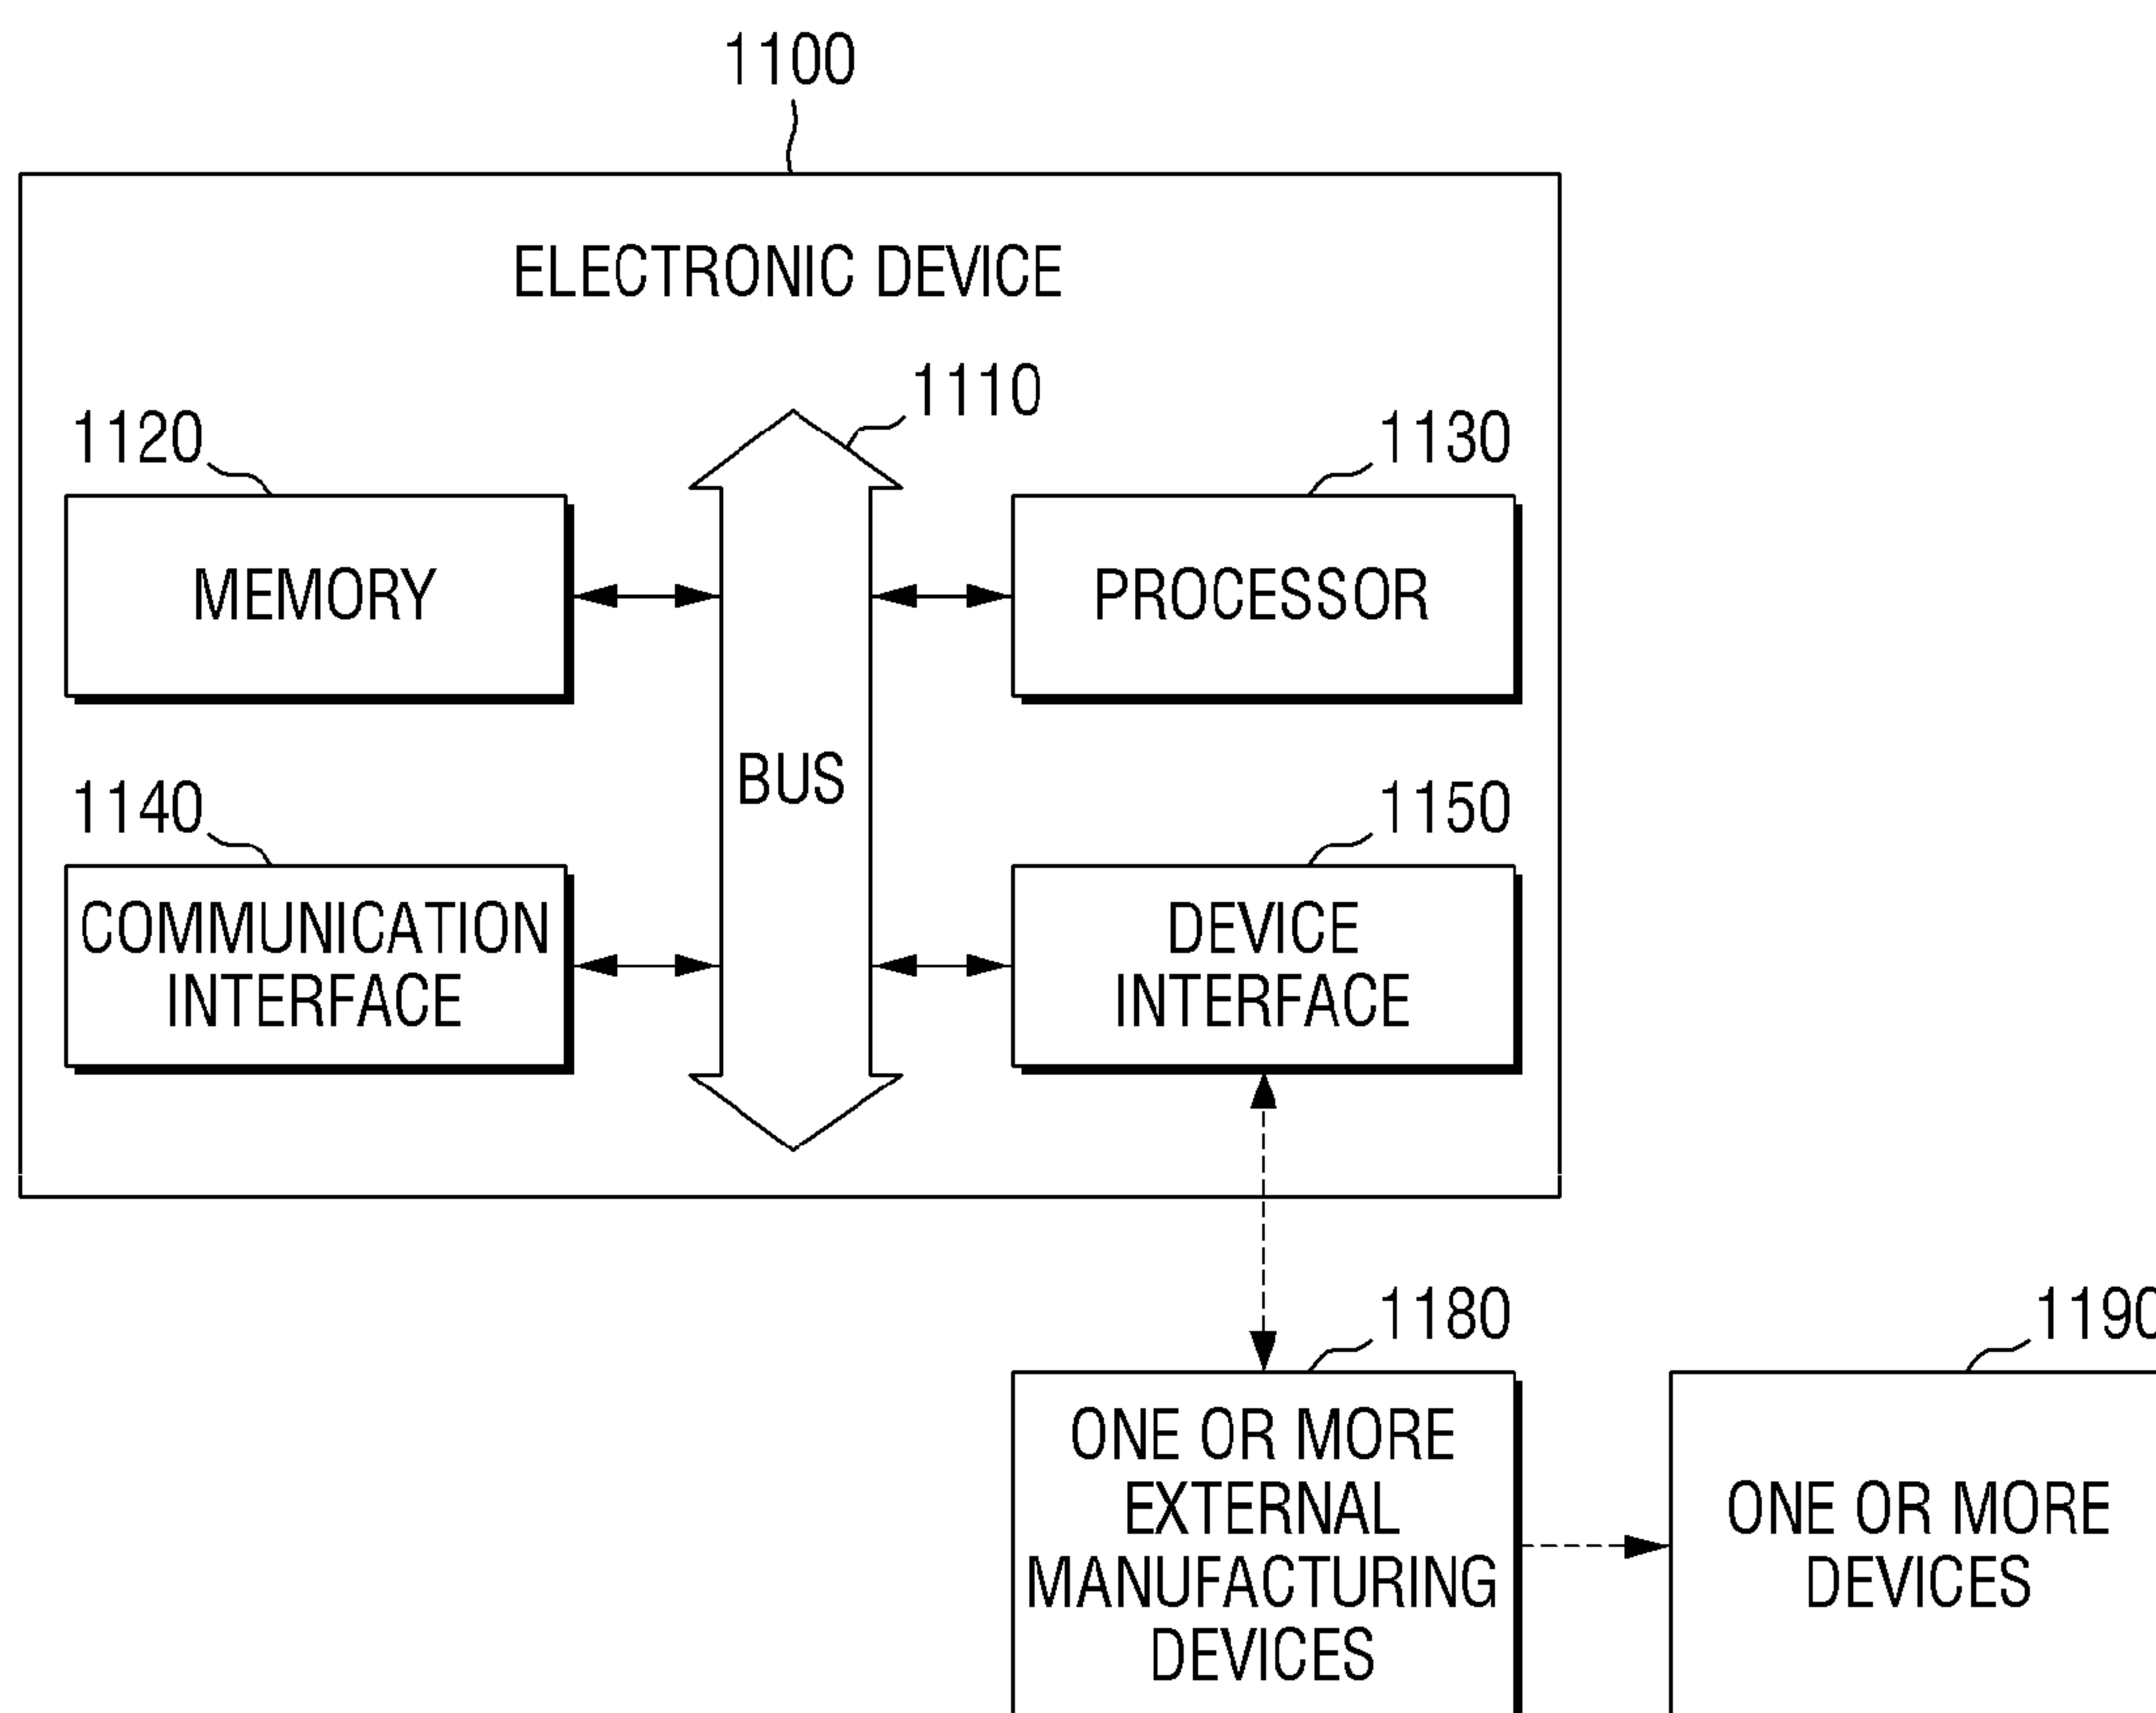 1100
ELECTRONIC DEVICE
1110
1120
1130
MEMORY
PROCESSOR
BUS
1140
1150
COMMUNICATION
INTERFACE
DEVICE
INTERFACE
1180
1190
ONE OR MORE
EXTERNAL
MANUFACTURING
DEVICES
ONE OR MORE
DEVICES